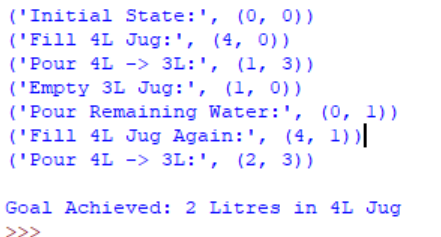 ('Initial State:', (0, 0))
('Fill 4L Jug:', (4, 0))
('Pour 4L -> 3L:', (1, 3))
('Empty 3L Jug:', (1, 0))
('Pour Remaining Water:', (0, 1))
('Fill 4L Jug Again:', (4, 1))
('Pour 4L -> 3L:', (2, 3))

Goal Achieved: 2 Litres in 4L Jug
>>>